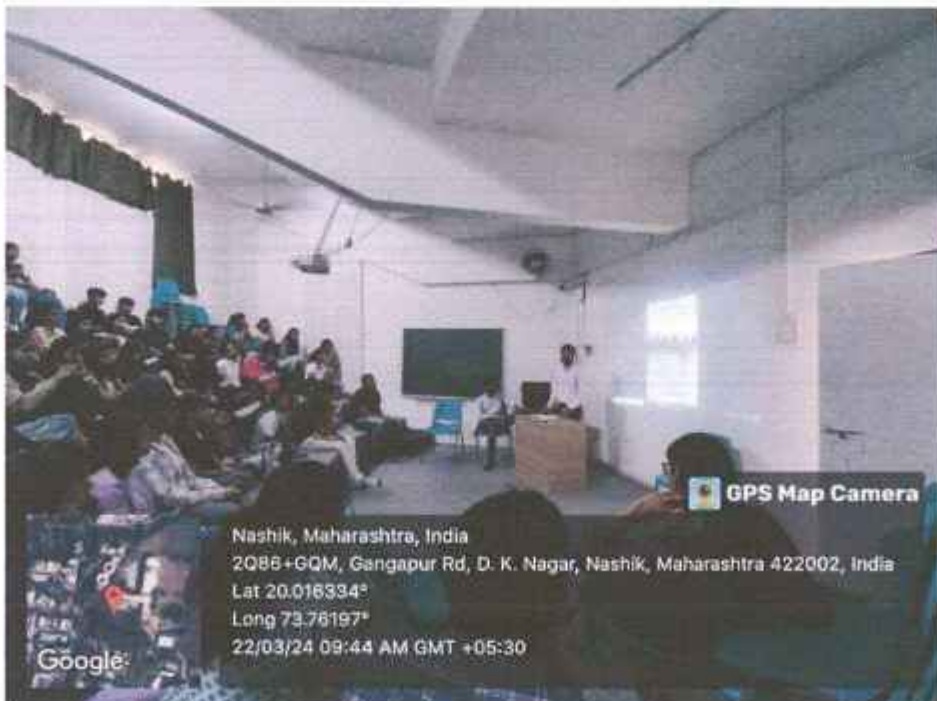 GPS Map Camera
Nashik, Maharashtra, India
2Q86+GQM, Gangapur Rd, D. K. Nagar, Nashik, Maharashtra 422002, India
Lat 20.016334°
Long 73.76197°
22/03/24 09:44 AM GMT +05:30
Google